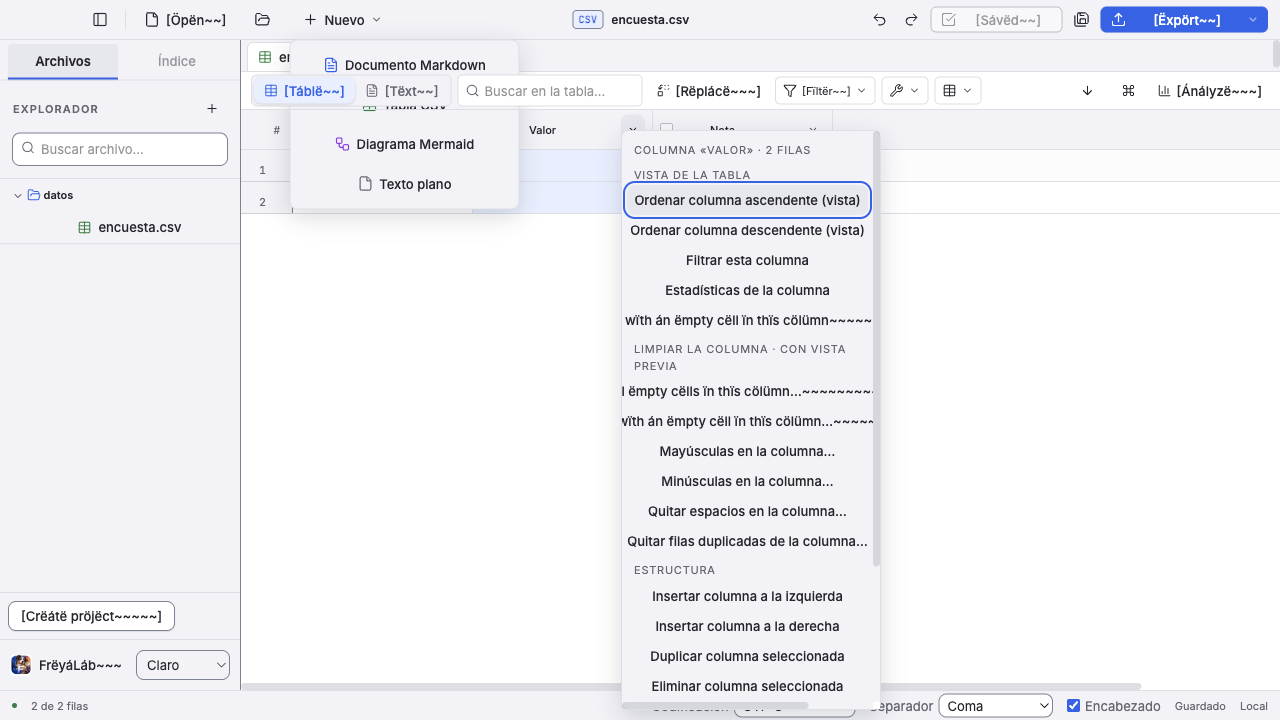 [Öpën~~]
Nuevo
CSV
encuesta.csv
[Sávëd~~]
[Ëxpört~~]
Archivos
Índice
EXPLORADOR
Buscar archivo...
datos
encuesta.csv
[Crëátë pröjëct~~~~~]
FrëyáLáb~~~
Claro
2 de 2 filas
Documento Markdown
Tabla CSV
Diagrama Mermaid
Texto plano
[Táblë~~]
[Tëxt~~]
Buscar en la tabla...
[Rëplácë~~~]
[Fïltër~~]
[Ánályzë~~~]
#
Valor
Nota
1
2
COLUMNA «VALOR» · 2 FILAS
VISTA DE LA TABLA
Ordenar columna ascendente (vista)
Ordenar columna descendente (vista)
Filtrar esta columna
Estadísticas de la columna
wïth án ëmpty cëll ïn thïs cölümn~~~~~
LIMPIAR LA COLUMNA · CON VISTA
PREVIA
ëmpty cëlls ïn thïs cölümn...~~~~~~~~~
wïth án ëmpty cëll ïn thïs cölümn...~~~~~
Mayúsculas en la columna...
Minúsculas en la columna...
Quitar espacios en la columna...
Quitar filas duplicadas de la columna...
ESTRUCTURA
Insertar columna a la izquierda
Insertar columna a la derecha
Duplicar columna seleccionada
Eliminar columna seleccionada
Separador
Coma
Encabezado
Guardado
Local